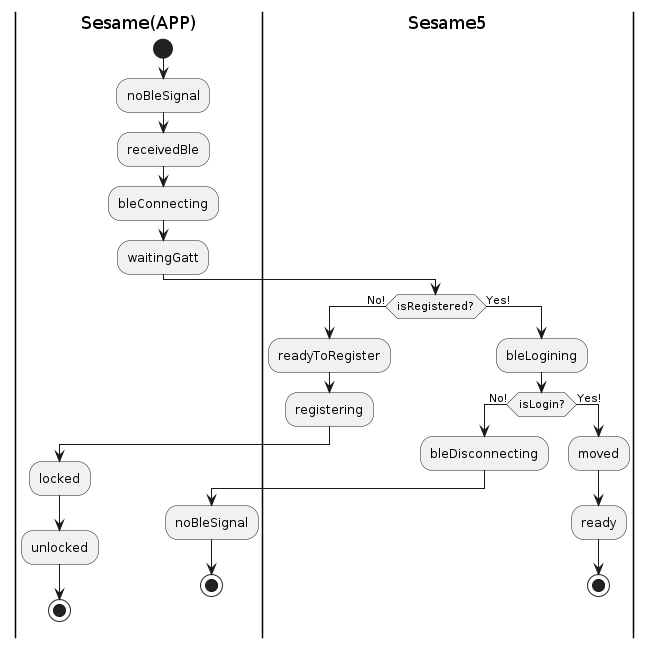 Sesame(APP)
Sesame5
noBleSignal
receivedBle
bleConnecting
waitingGatt
No!
isRegistered?
Yes!
readyToRegister
bleLogining
registering
No!
isLogin?
Yes!
bleDisconnecting
moved
locked
noBleSignal
ready
unlocked